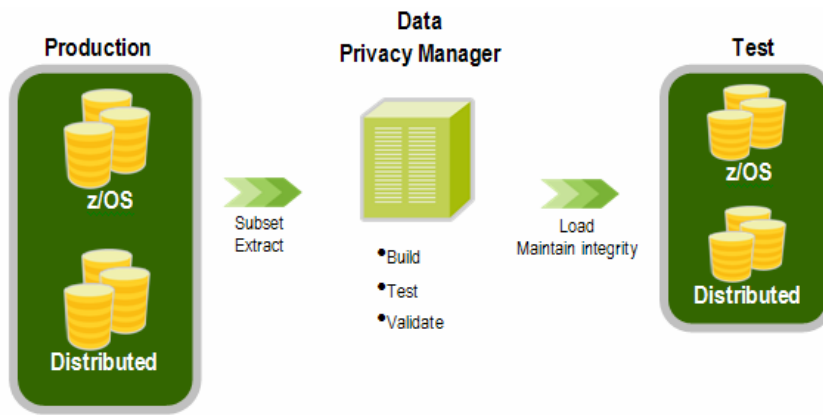 Production
z/OS
Distributed
Subset
Extract
Data
Privacy Manager
•Build
•Test
•Validate
Load
Maintain integrity
Test
z/OS
Distributed